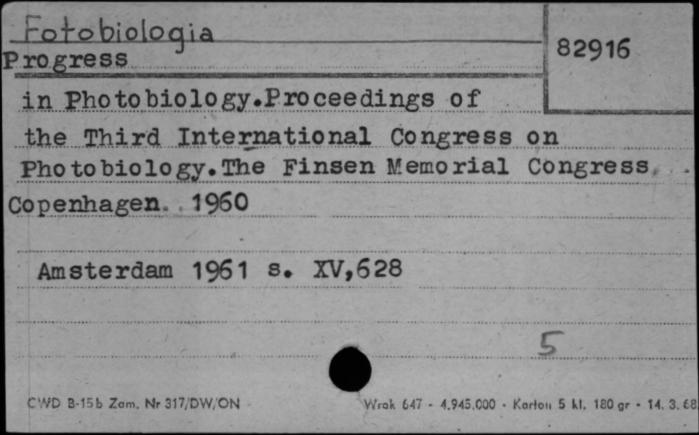 Fotobiologia
82916
Progress
in Photobiology.Proceedings of
the Third International Congress on
Photobiology.The Finsen Memorial Congress.
Copenhagen. 1960
Amsterdam 1961 s. XV,628
5
CWD B-15b Zam. Nr 317/DW/ON Wrak 647 - 4.945.000 - Karton 5 kl. 180 gr - 14. 3. 68